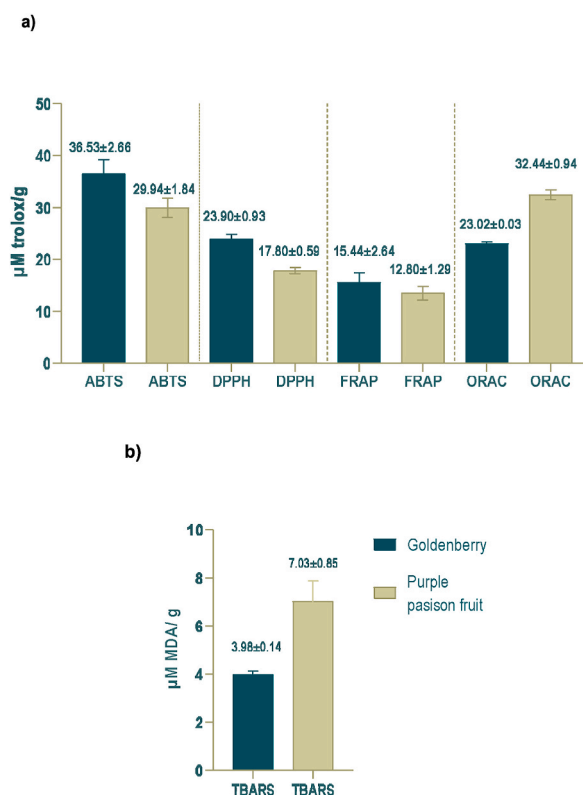 a)
µM trolox/g
50
40
30
20
10
0
36.53±2.66
29.94±1.84
23.90±0.93
17.80±0.59
15.44±2.64
12.80±1.29
23.02±0.03
32.44±0.94
ABTS ABTS DPPH DPPH FRAP FRAP ORAC ORAC
b)
µM MDA/ g
10
8
6
4
2
0
3.98±0.14
7.03±0.85
TBARS TBARS
Goldenberry
Purple
pasison fruit